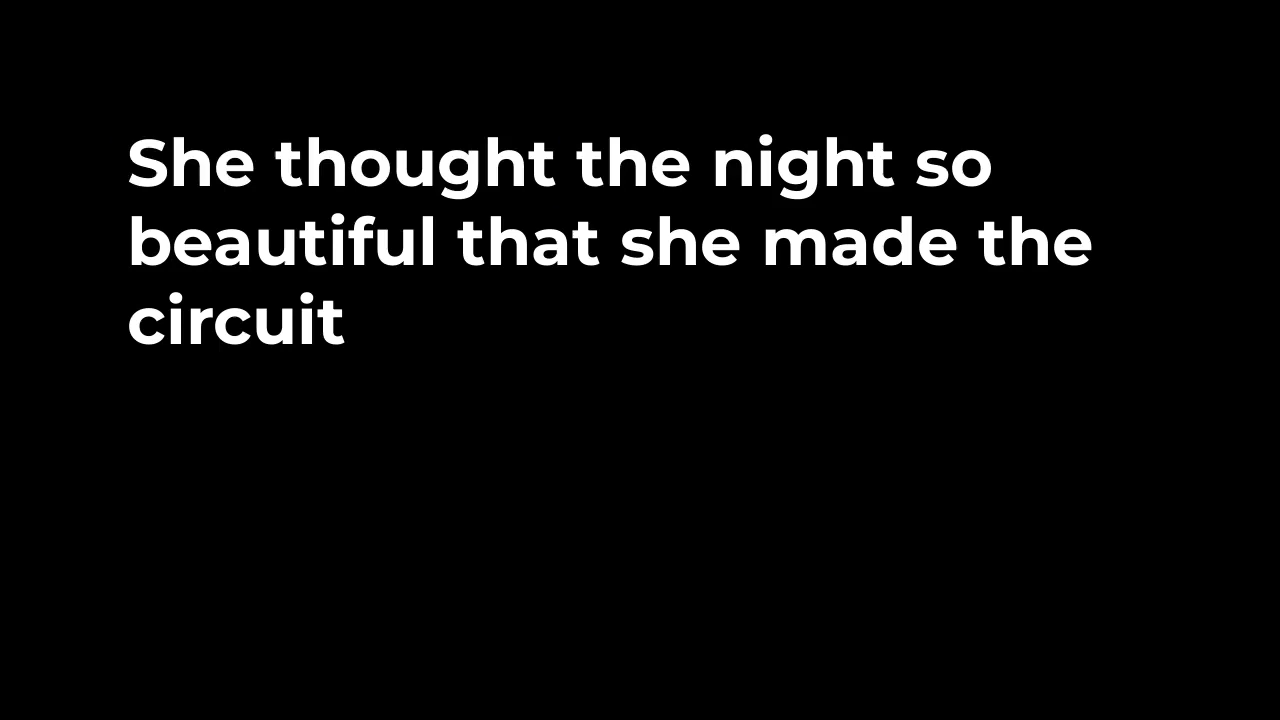 She thought the night so
beautiful that she made the
circuit